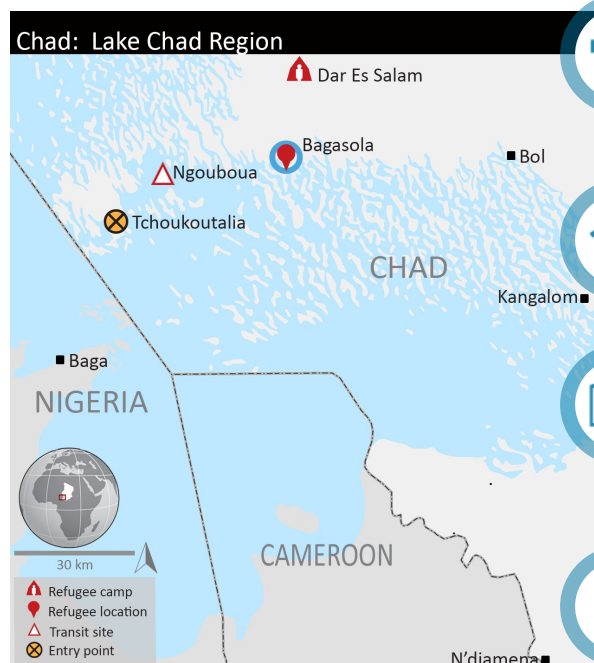 Chad: Lake Chad Region
Dar Es Salam
Bagasola
Bol
Ngouboua
Tchoukoutalia
CHAD
Kangalom
Baga
NIGERIA
CAMEROON
30 km
Refugee camp
Refugee location
Transit site
Entry point
N'djamena